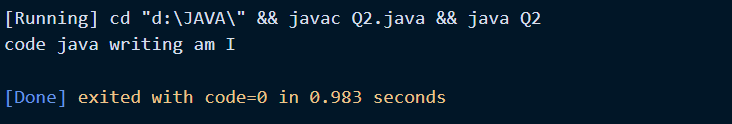 [Running] cd "d:\JAVA\" && javac Q2.java && java Q2
code java writing am I
[Done] exited with code=0 in 0.983 seconds